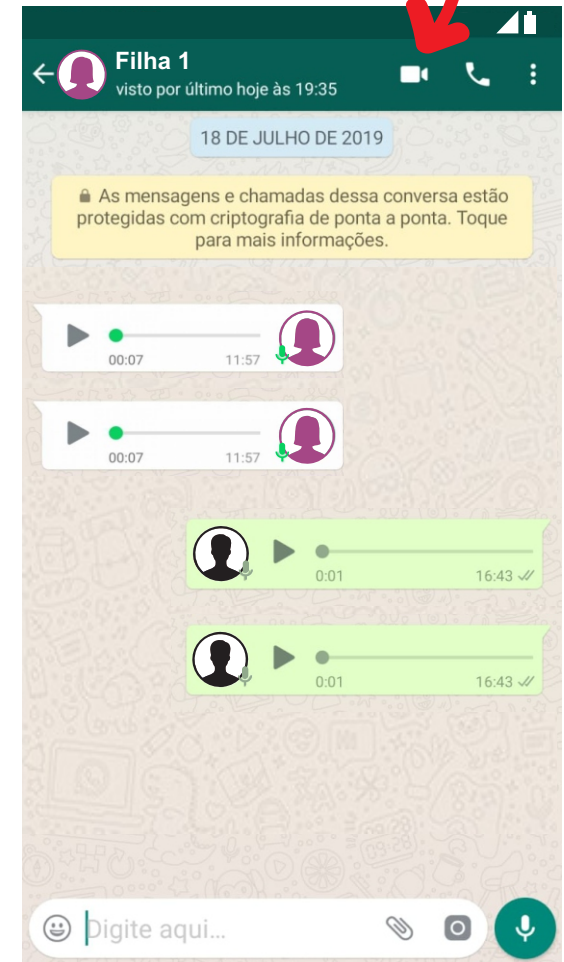 Filha 1
visto por último hoje às 19:35
18 DE JULHO DE 2019
As mensagens e chamadas dessa conversa estão
protegidas com criptografia de ponta a ponta. Toque
para mais informações.
00:07 11:57
00:07 11:57
0:01 16:43
0:01 16:43
Digite aqui...